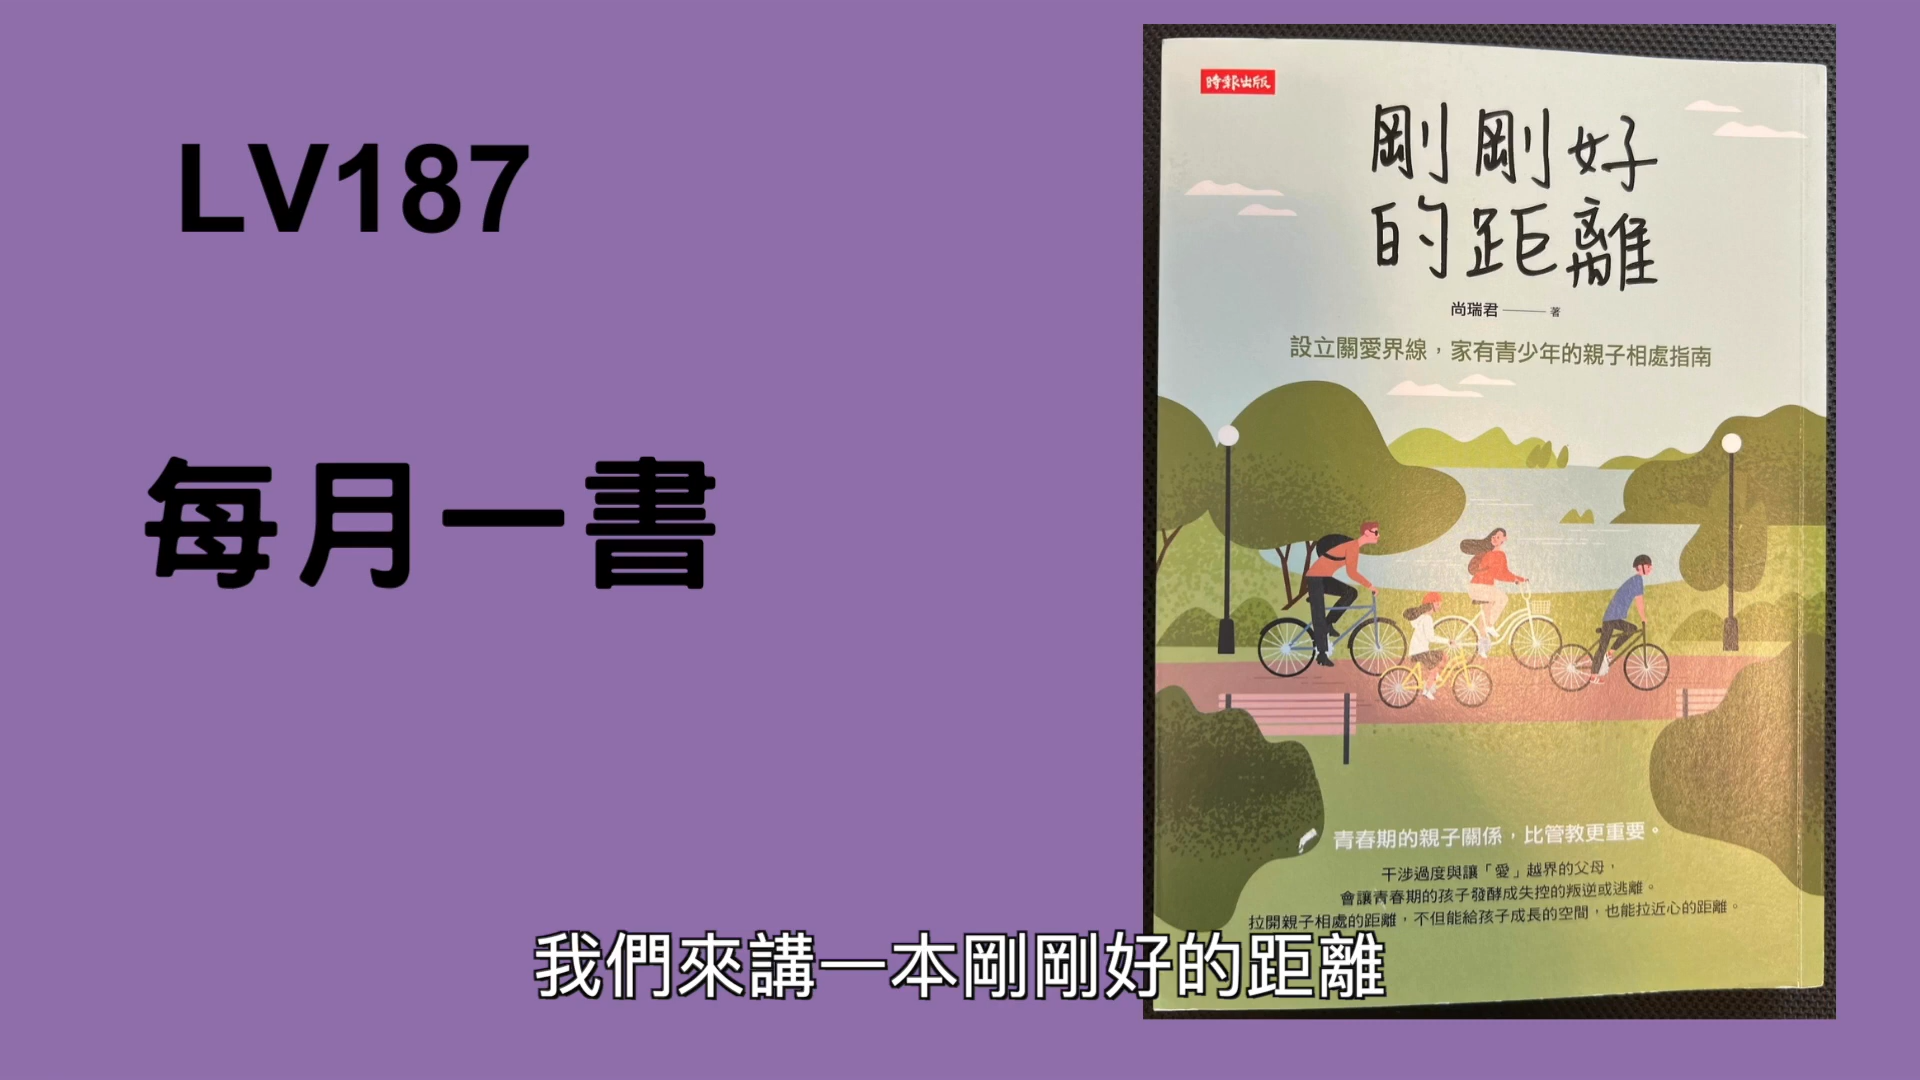 LV187
每月一書
時報出版
剛剛好
的距離
尚瑞君 著
設立關愛界線，家有青少年的親子相處指南
青春期的親子關係，比管教更重要。
干涉過度與讓「愛」越界的父母，
會讓青春期的孩子發酵成失控的叛逆或逃離。
拉開親子相處的距離，不但能給孩子成長的空間，也能拉近心的距離。
我們來講一本剛剛好的距離